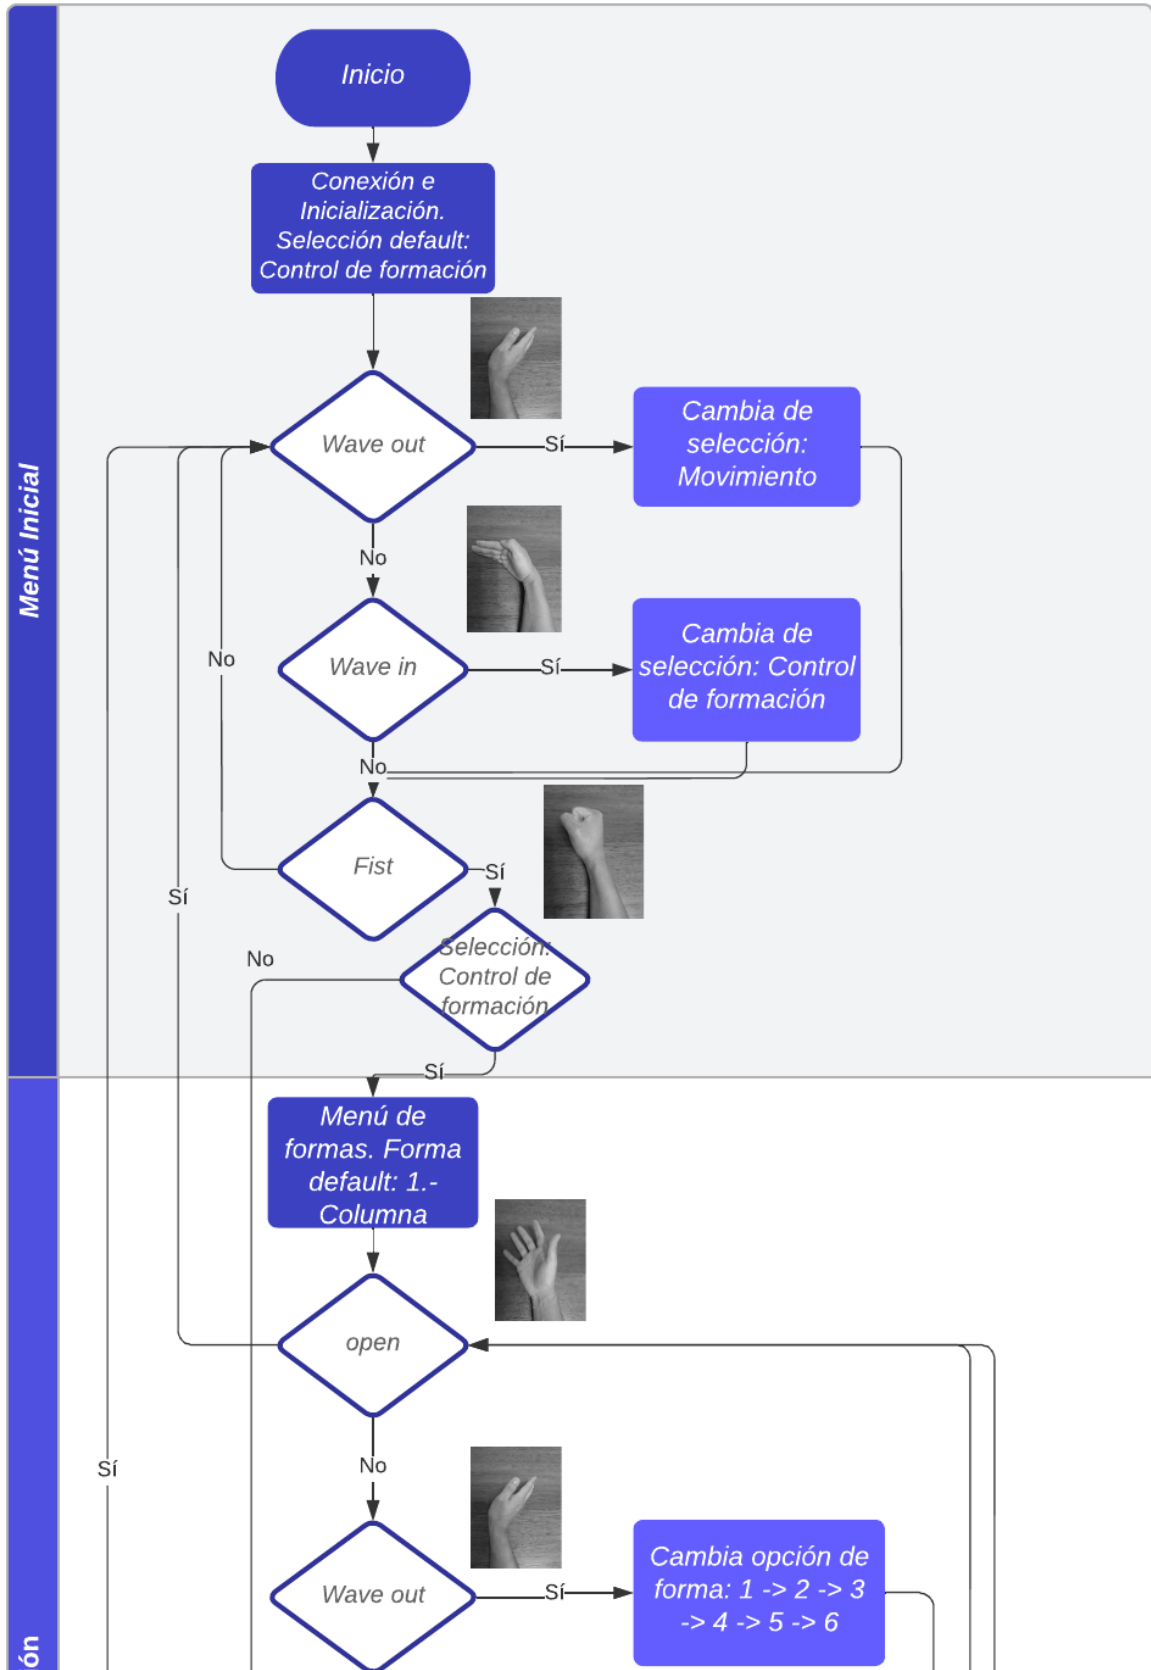 Inicio
Conexión e
Inicialización.
Selección default:
Control de formación
Menú Inicial
Wave out
Sí
Cambia de
selección:
Movimiento
No
Wave in
Sí
Cambia de
selección: Control
de formación
No
No
Fist
Sí
Sí
Selección:
Control de
formación
No
Sí
Menú de
formas. Forma
default: 1.-
Columna
open
No
Sí
Wave out
Sí
Cambia opción de
forma: 1 -> 2 -> 3
-> 4 -> 5 -> 6
ón